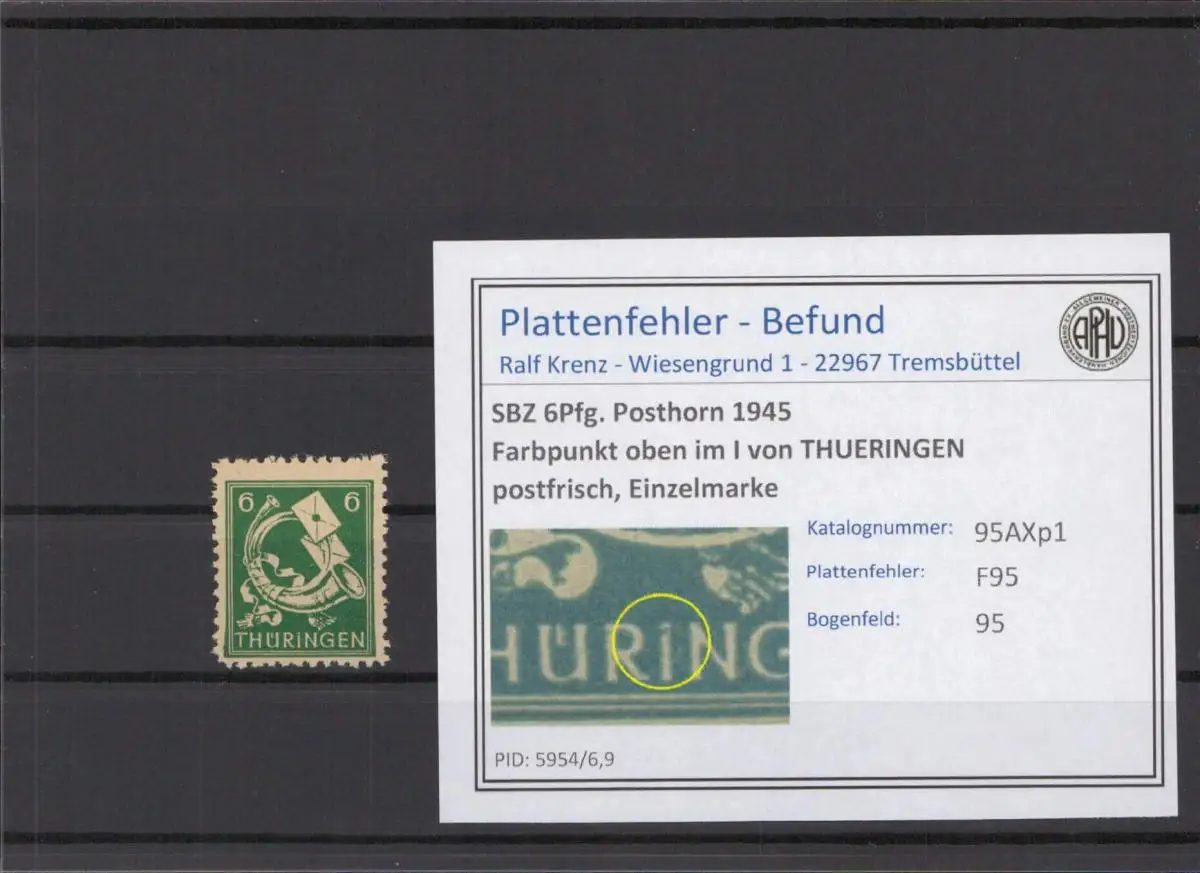 6 6
THÜRINGEN
Plattenfehler - Befund
Ralf Krenz - Wiesengrund 1 - 22967 Tremsbüttel
APHV
SBZ 6Pfg. Posthorn 1945
Farbpunkt oben im I von THUERINGEN
postfrisch, Einzelmarke
HÜRiNG
Katalognummer: 95AXp1
Plattenfehler: F95
Bogenfeld: 95
PID: 5954/6,9